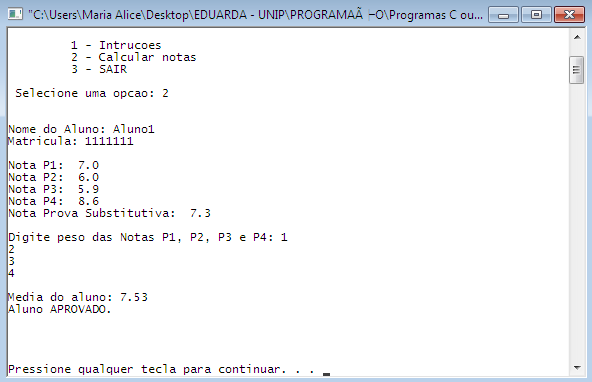 "C:\Users\Maria Alice\Desktop\EDUARDA - UNIP\PROGRAMAÃ├O\Programas C ou...
1 - Intrucoes
2 - Calcular notas
3 - SAIR
Selecione uma opcao: 2
Nome do Aluno: Aluno1
Matricula: 1111111
Nota P1:  7.0
Nota P2:  6.0
Nota P3:  5.9
Nota P4:  8.6
Nota Prova Substitutiva:  7.3
Digite peso das Notas P1, P2, P3 e P4: 1
2
3
4
Media do aluno: 7.53
Aluno APROVADO.
Pressione qualquer tecla para continuar. . . _